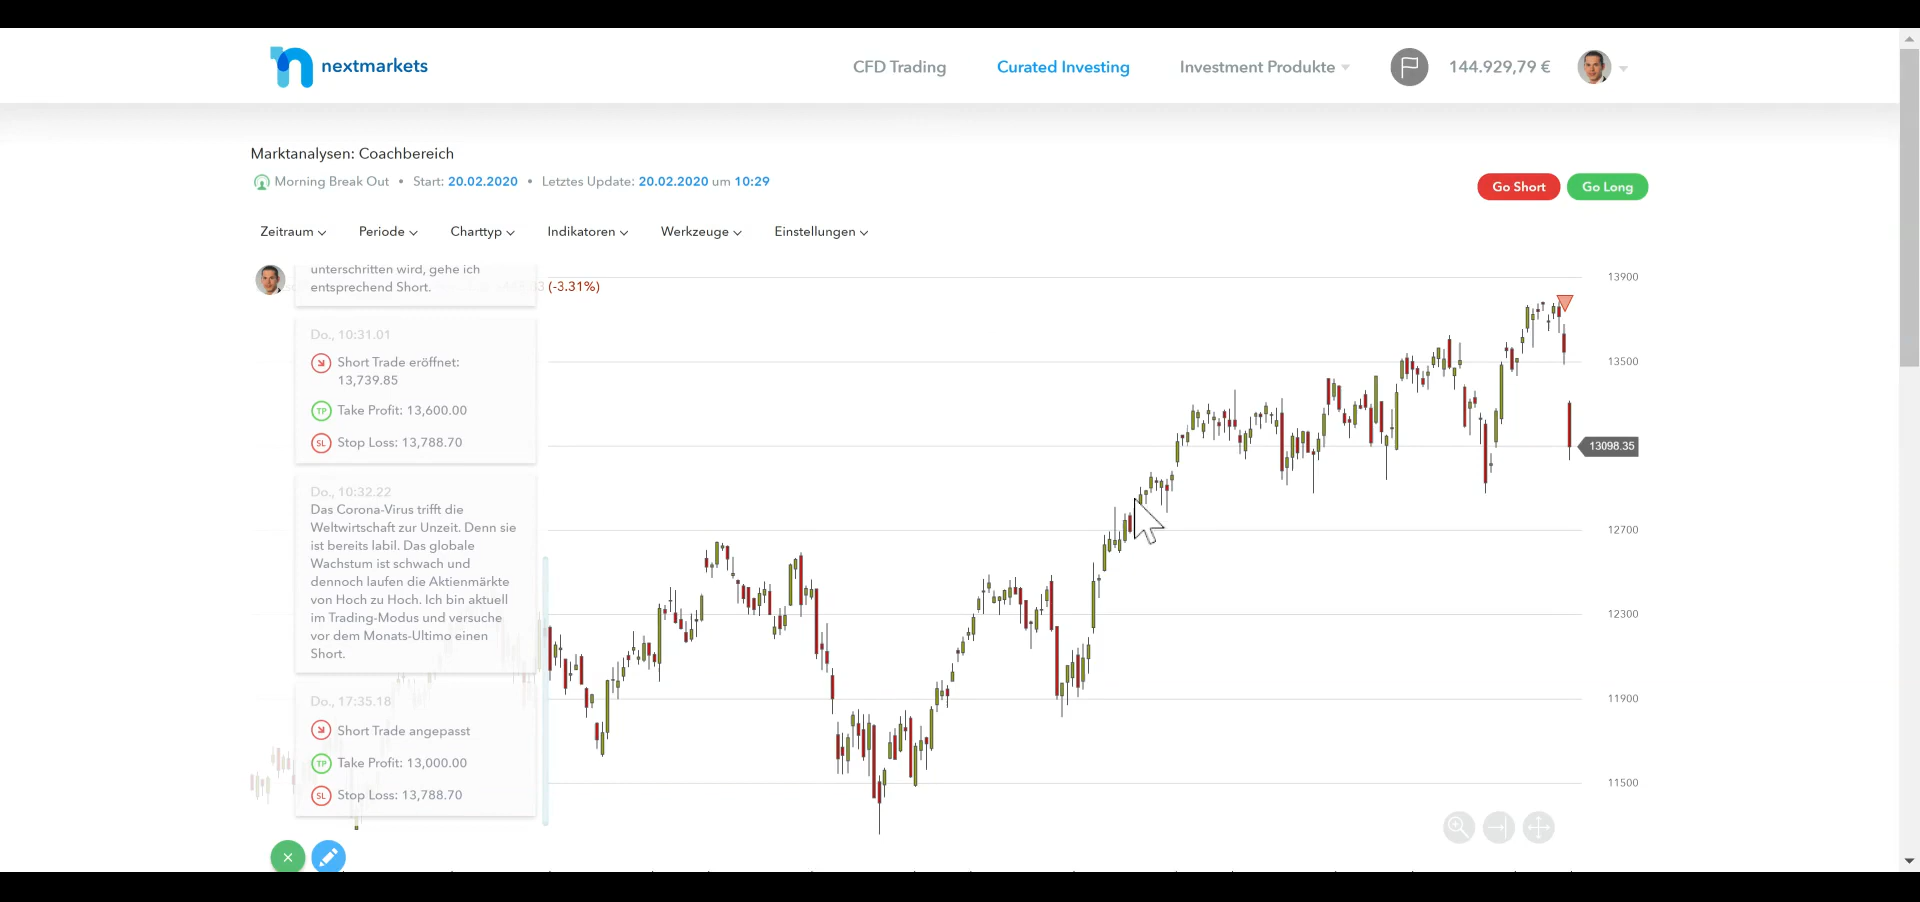 nextmarkets
CFD Trading
Curated Investing
Investment Produkte
144.929,79 €
Marktanalysen: Coachbereich
Morning Break Out • Start: 20.02.2020 • Letztes Update: 20.02.2020 um 10:29
Go Short
Go Long
Zeitraum
Periode
Charttyp
Indikatoren
Werkzeuge
Einstellungen
unterschritten wird, gehe ich
entsprechend Short.
(-3.31%)
Do., 10:31.01
Short Trade eröffnet:
13,739.85
TP Take Profit: 13,600.00
SL Stop Loss: 13,788.70
Do., 10:32.22
Das Corona-Virus trifft die
Weltwirtschaft zur Unzeit. Denn sie
ist bereits labil. Das globale
Wachstum ist schwach und
dennoch laufen die Aktienmärkte
von Hoch zu Hoch. Ich bin aktuell
im Trading-Modus und versuche
vor dem Monats-Ultimo einen
Short.
Do., 17:35.18
Short Trade angepasst
TP Take Profit: 13,000.00
SL Stop Loss: 13,788.70
13900
13500
13098.35
12700
12300
11900
11500